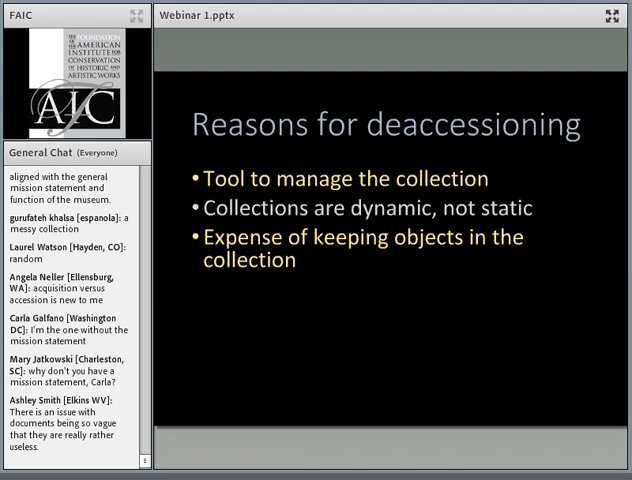 FAIC
THE FOUNDATION
OF THE AMERICAN
INSTITUTE FOR
CONSERVATION
OF HISTORIC AND
ARTISTIC WORKS
AIC
General Chat (Everyone)
aligned with the general
mission statement and
function of the museum.
gurufateh khalsa [espanola]: a
messy collection
Laurel Watson [Hayden, CO]:
random
Angela Neller [Ellensburg,
WA]: acquisition versus
accession is new to me
Carla Galfano [Washington
DC]: I'm the one without the
mission statement
Mary Jatkowski [Charleston,
SC]: why don't you have a
mission statement, Carla?
Ashley Smith [Elkins WV]:
There is an issue with
documents being so vague
that they are really rather
useless.
Webinar 1.pptx
Reasons for deaccessioning
• Tool to manage the collection
• Collections are dynamic, not static
• Expense of keeping objects in the
collection